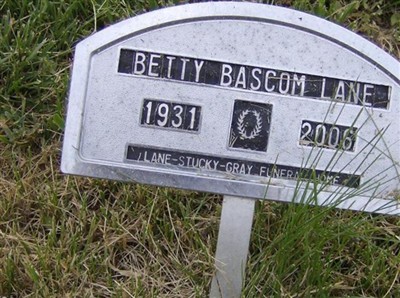 BETTY BASCOM LANE
1931 2006
LANE-STUCKY-GRAY FUNERAL HOME